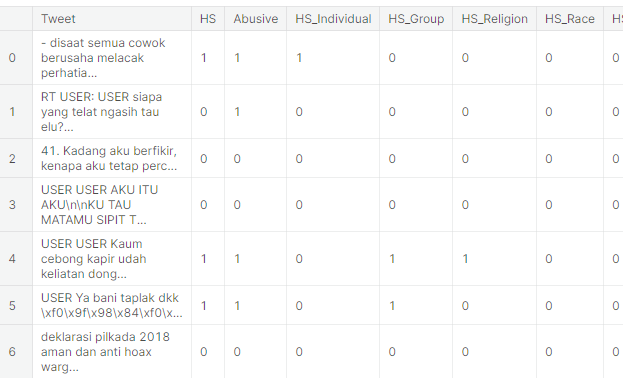 Tweet HS Abusive HS_Individual HS_Group HS_Religion HS_Race HS
0 - disaat semua cowok berusaha melacak perhatia... 1 1 1 0 0 0 0
1 RT USER: USER siapa yang telat ngasih tau elu?... 0 1 0 0 0 0 0
2 41. Kadang aku berfikir, kenapa aku tetap perc... 0 0 0 0 0 0 0
3 USER USER AKU ITU AKU\n\nKU TAU MATAMU SIPIT T... 0 0 0 0 0 0 0
4 USER USER Kaum cebong kapir udah keliatan dong... 1 1 0 1 1 0 0
5 USER Ya bani taplak dkk \xf0\x9f\x98\x84\xf0\x... 1 1 0 1 0 0 0
6 deklarasi pilkada 2018 aman dan anti hoax warg... 0 0 0 0 0 0 0